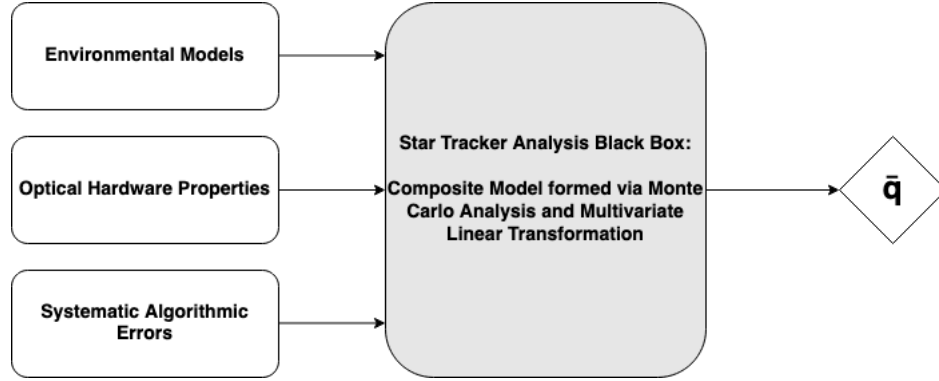 Environmental Models
Optical Hardware Properties
Systematic Algorithmic
Errors
Star Tracker Analysis Black Box:
Composite Model formed via Monte
Carlo Analysis and Multivariate
Linear Transformation
q̄